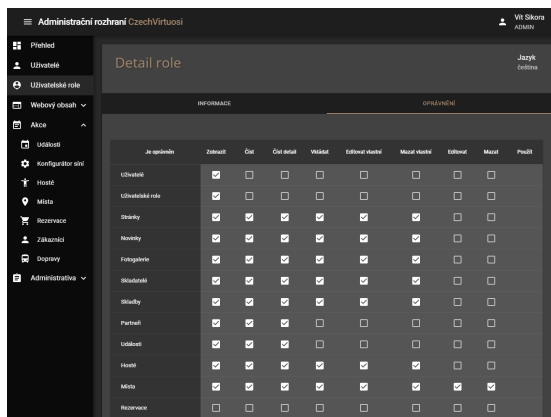 Administrační rozhraní CzechVirtuosi
Vít Sikora
ADMIN
Přehled
Uživatelé
Uživatelské role
Webový obsah
Akce
Události
Konfigurátor síní
Hosté
Místa
Rezervace
Zákazníci
Dopravy
Administrativa
Detail role
Jazyk
čeština
INFORMACE
OPRÁVNĚNÍ
Je oprávněn Zobrazit Číst Číst detail Vkládat Editovat vlastní Mazat vlastní Editovat Mazat Použít
Uživatelé
Uživatelské role
Stránky
Novinky
Fotogalerie
Skladatelé
Skladby
Partneři
Události
Hosté
Místa
Rezervace